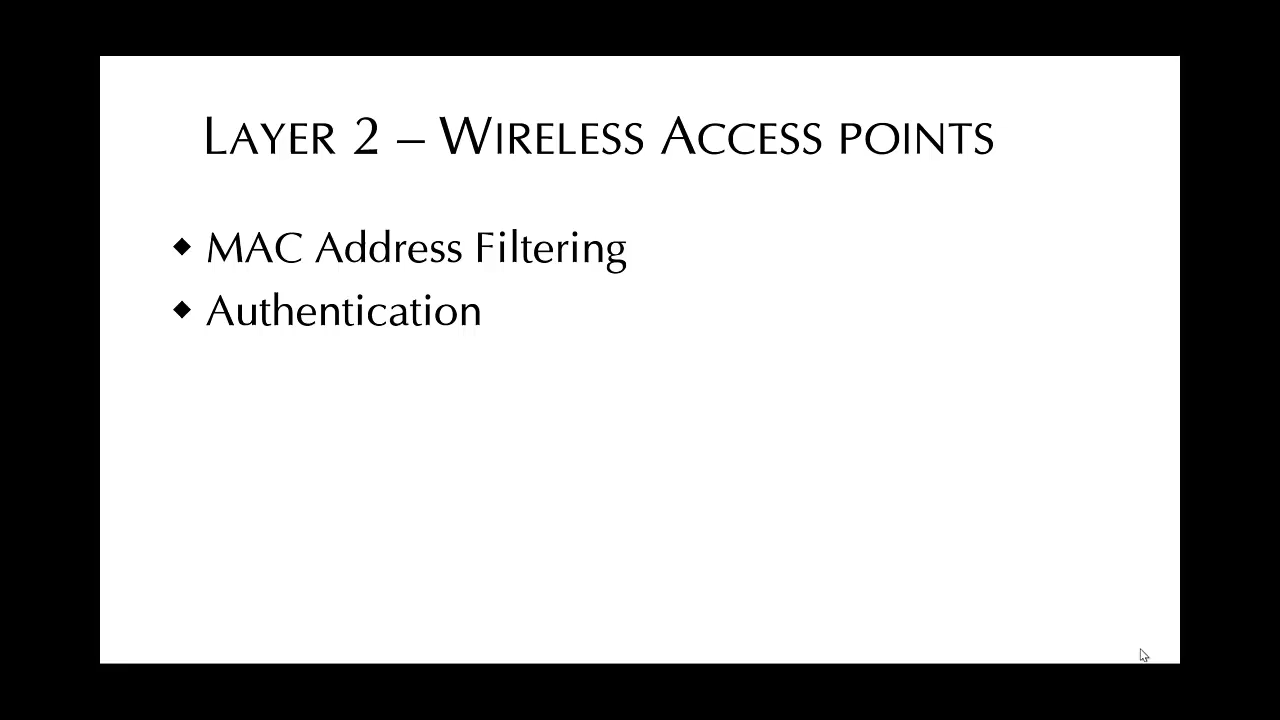 LAYER 2 – WIRELESS ACCESS POINTS
◆ MAC Address Filtering
◆ Authentication